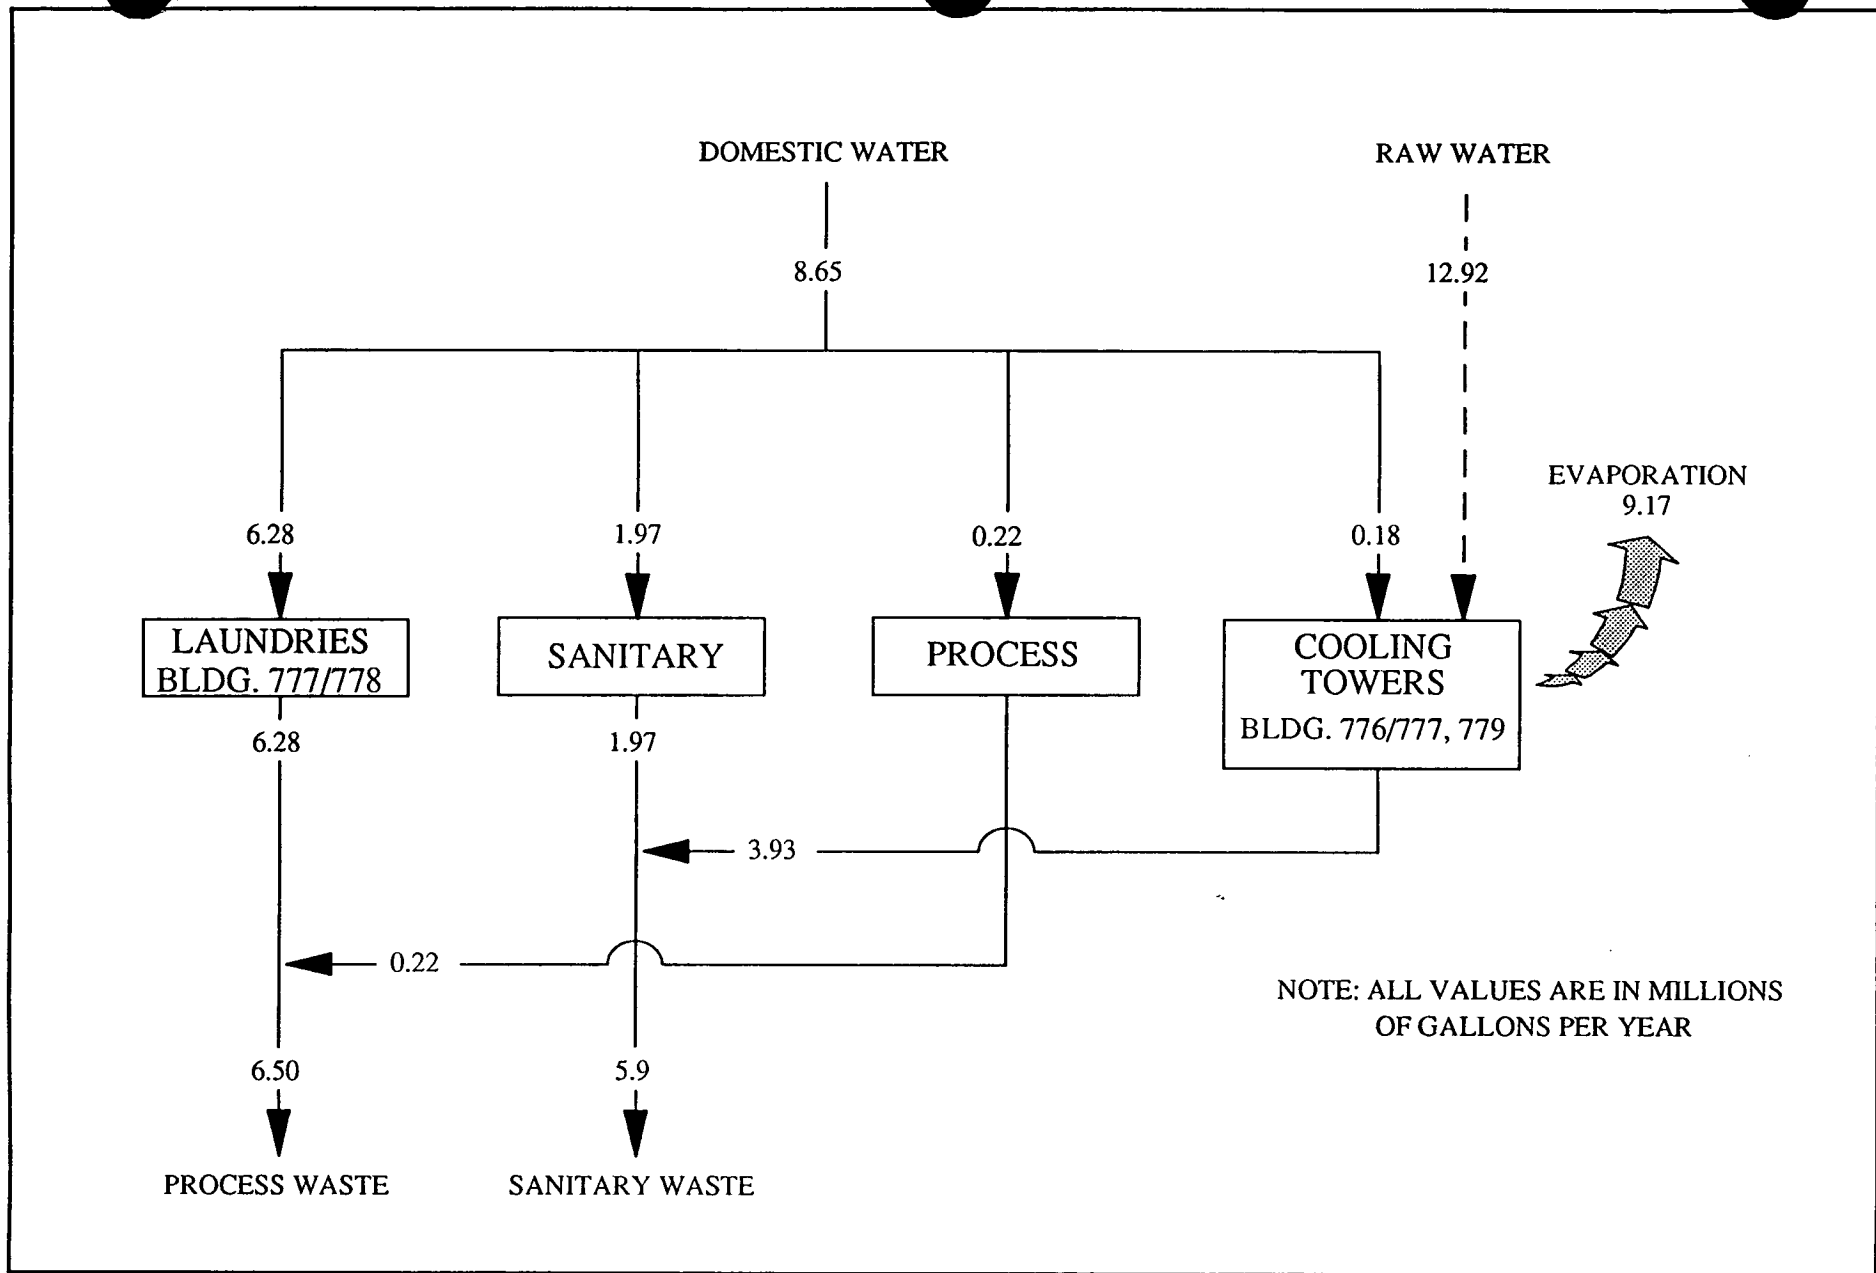 DOMESTIC WATER
RAW WATER
8.65
12.92
EVAPORATION
9.17
6.28
1.97
0.22
0.18
LAUNDRIES
BLDG. 777/778
SANITARY
PROCESS
COOLING
TOWERS
BLDG. 776/777, 779
6.28
1.97
3.93
0.22
NOTE: ALL VALUES ARE IN MILLIONS
OF GALLONS PER YEAR
6.50
5.9
PROCESS WASTE
SANITARY WASTE